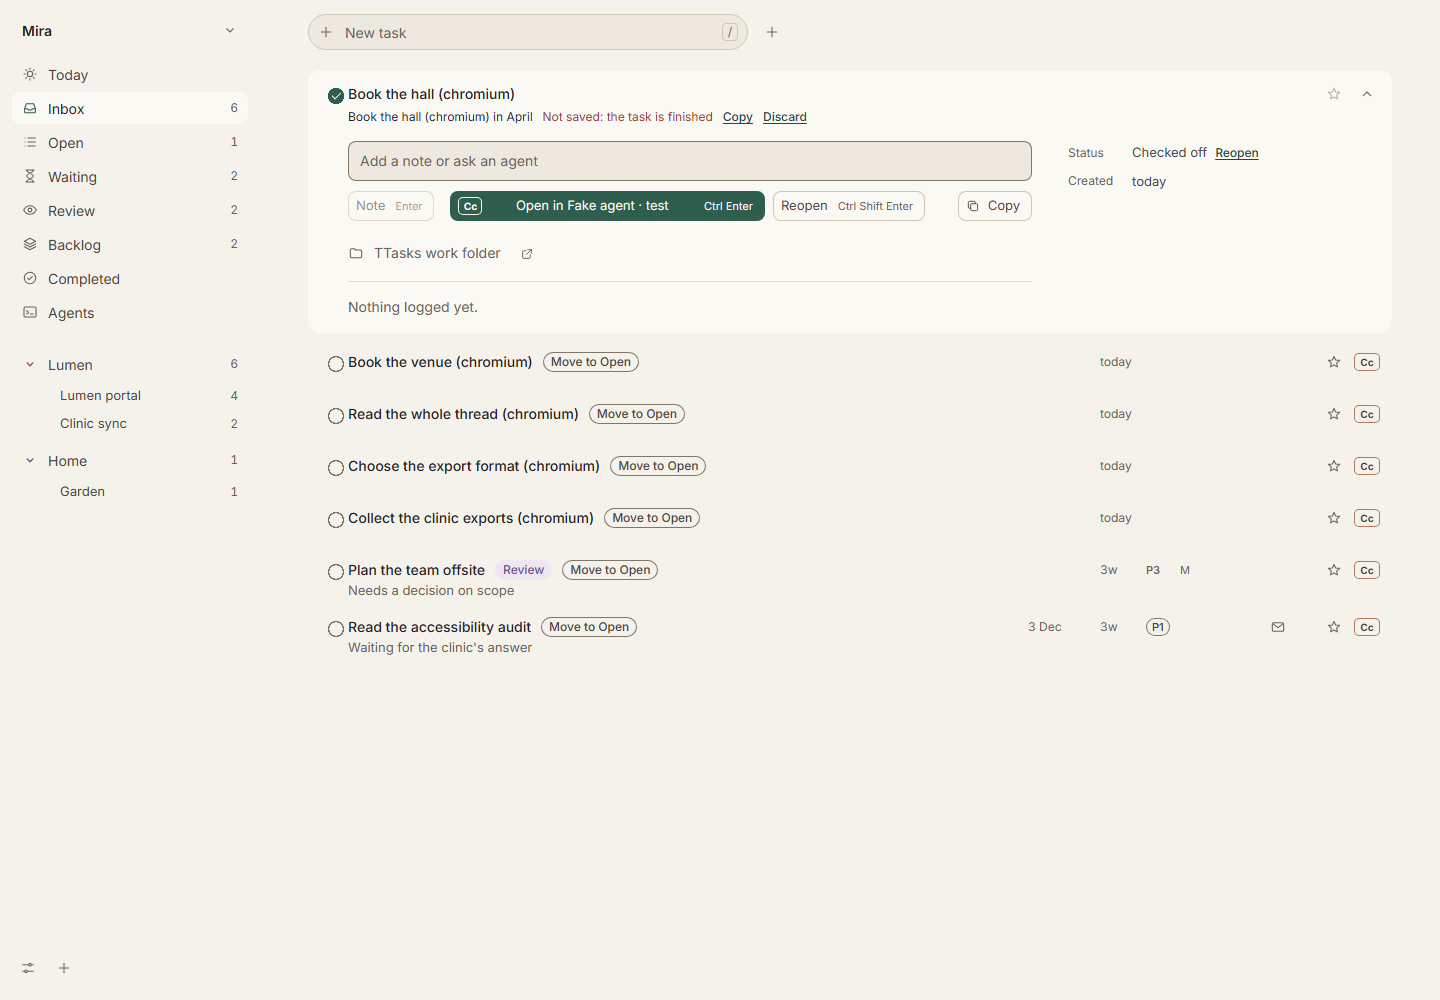 Mira
Today
Inbox 6
Open 1
Waiting 2
Review 2
Backlog 2
Completed
Agents
Lumen 6
Lumen portal 4
Clinic sync 2
Home 1
Garden 1
New task /
Book the hall (chromium)
Book the hall (chromium) in April Not saved: the task is finished Copy Discard
Add a note or ask an agent
Note Enter Cc Open in Fake agent · test Ctrl Enter Reopen Ctrl Shift Enter Copy
Status Checked off Reopen
Created today
TTasks work folder
Nothing logged yet.
Book the venue (chromium) Move to Open today Cc
Read the whole thread (chromium) Move to Open today Cc
Choose the export format (chromium) Move to Open today Cc
Collect the clinic exports (chromium) Move to Open today Cc
Plan the team offsite Review Move to Open 3w P3 M Cc
Needs a decision on scope
Read the accessibility audit Move to Open 3 Dec 3w P1 Cc
Waiting for the clinic's answer